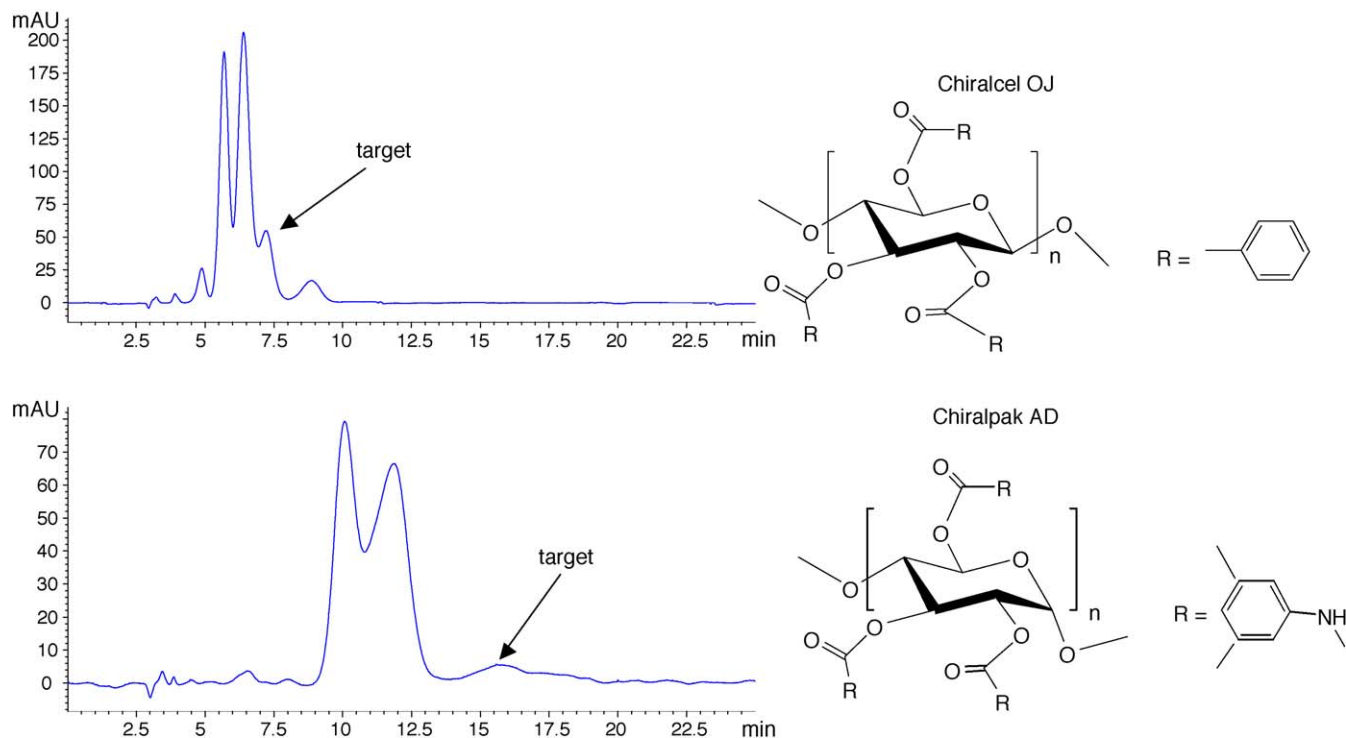 mAU
200
175
150
125
100
75
50
25
0
target
2.5 5 7.5 10 12.5 15 17.5 20 22.5 min
Chiralcel OJ
O
R
O
O
O
O
n
O
O
O
O
R
R
R =
mAU
70
60
50
40
30
20
10
0
target
2.5 5 7.5 10 12.5 15 17.5 20 22.5 min
Chiralpak AD
O
R
O
O
O
n
O
O
O
O
O
R
R
R =
NH